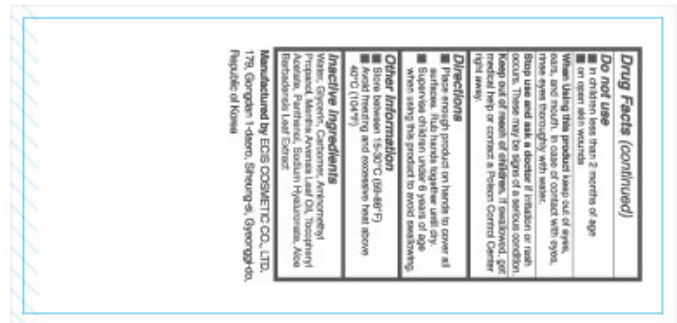 Drug Facts (continued)
Do not use
■ In children less than 2 months of age
■ on open skin wounds
When Using this product keep out of eyes,
ears, and mouth. In case of contact with eyes,
rinse eyes thoroughly with water.
Stop use and ask a doctor if irritation or rash
occurs. These may be signs of a serious condition
Keep out of reach of children. If swallowed, got
medical help or contact a Poison Control Center
right away.
Directions
■ Place enough product on hands to cover all
surfaces. Rub hands together until dry.
■ Supervise children under 6 years of age
when using this product to avoid swallowing.
Other Information
■ Store between 15-30°C (59-86°F)
■ Avoid freezing and excessive heat above
40°C (104°F)
Inactive Ingredients
Water, Glycerin, Carbomer, Aminomethyl
Propanol, Mentha Arvensis Leaf Oil, Tocopheryl
Acetate, Panthenol, Sodium Hyaluronate, Aloe
Barbadensis Leaf Extract
Manufactured by ECIS COSMETIC CO., LTD.
179, Gongdan 1-daero, Siheung-si, Gyeonggi-do,
Republic of Korea